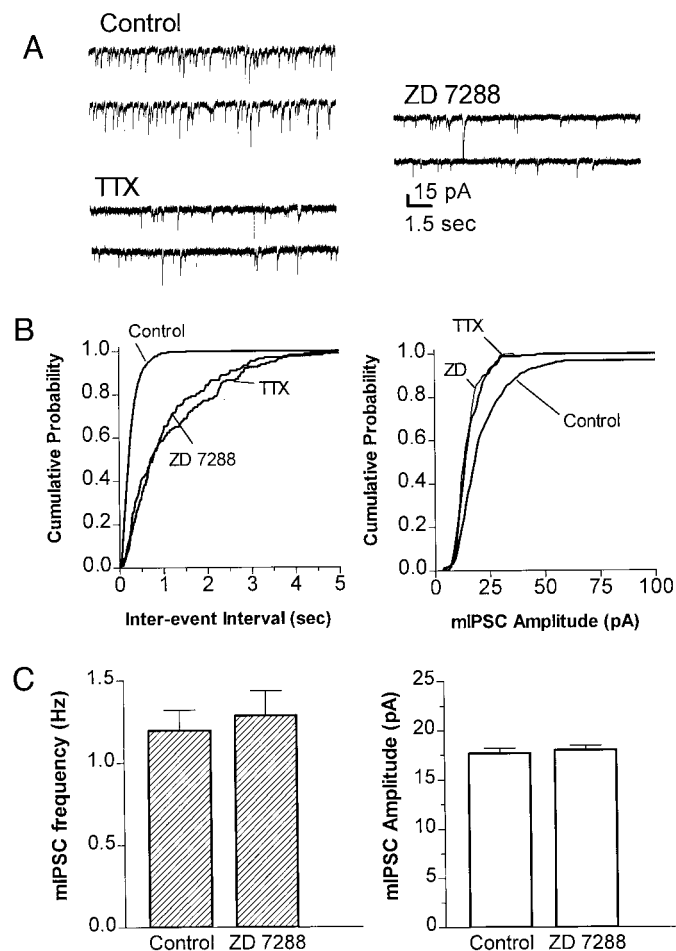 A
Control
TTX
ZD 7288
15 pA
1.5 sec
B
Control
TTX
ZD 7288
Cumulative Probability
1.0
0.8
0.6
0.4
0.2
0.0
0
1
2
3
4
5
Inter-event Interval (sec)
TTX
ZD
Control
Cumulative Probability
1.0
0.8
0.6
0.4
0.2
0.0
0
25
50
75
100
mIPSC Amplitude (pA)
C
mIPSC frequency (Hz)
1.5
1.0
0.5
0.0
Control
ZD 7288
mIPSC Amplitude (pA)
25
20
15
10
5
0
Control
ZD 7288